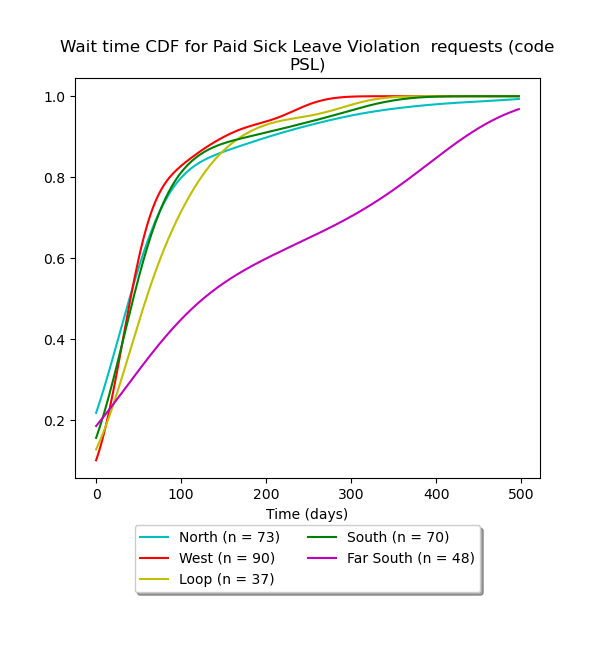 Wait time CDF for Paid Sick Leave Violation  requests (code
PSL)
1.0
0.8
0.6
0.4
0.2
0 100 200 300 400 500
Time (days)
North (n = 73)
West (n = 90)
Loop (n = 37)
South (n = 70)
Far South (n = 48)